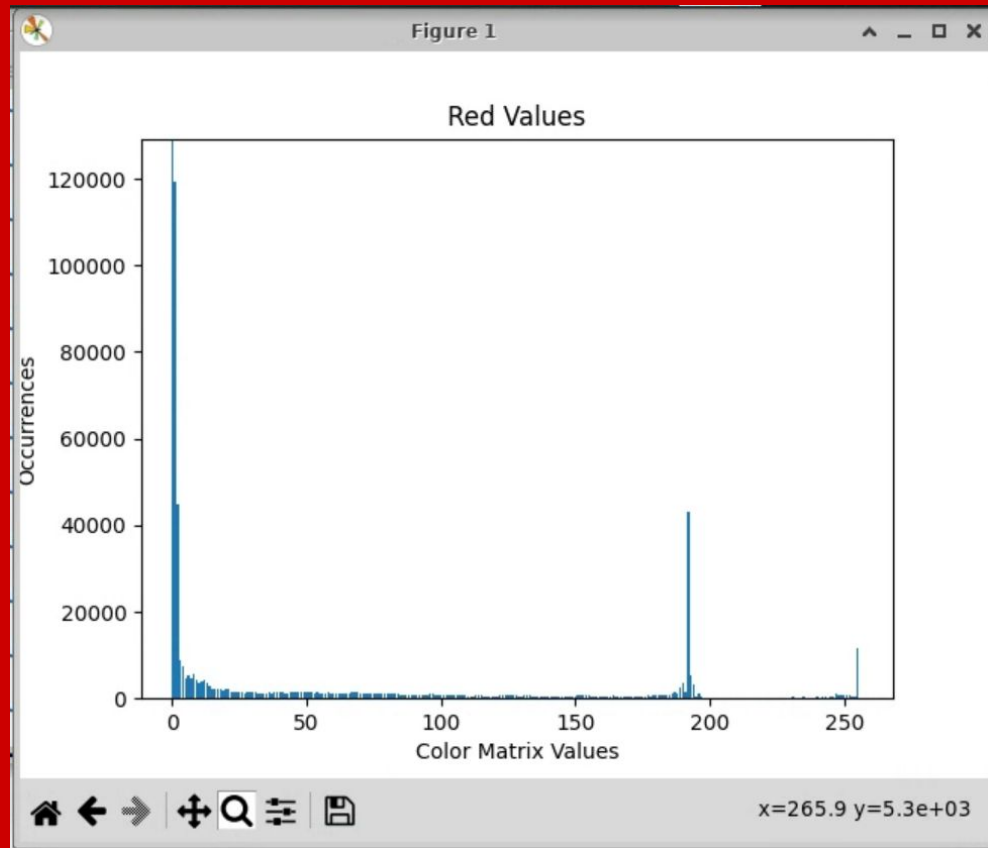 Figure 1
Red Values
120000
100000
80000
60000
40000
20000
0
Occurrences
0 50 100 150 200 250
Color Matrix Values
x=265.9 y=5.3e+03